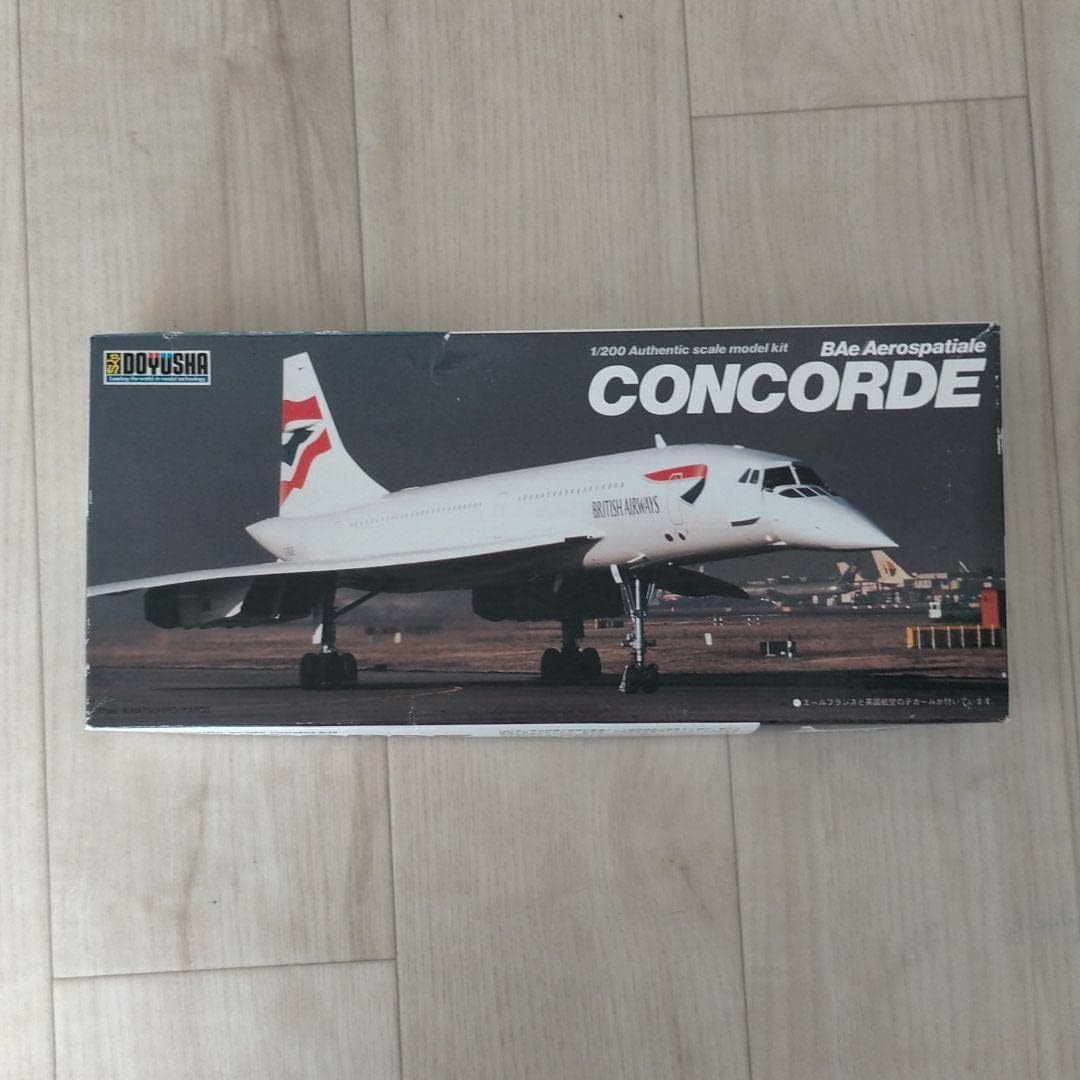 DOYUSHA
Leading the world in model technology
1/200 Authentic scale model kit
BAe Aerospatiale
CONCORDE
BRITISH AIRWAYS
●エールフランスと英国航空のデカールが付いています